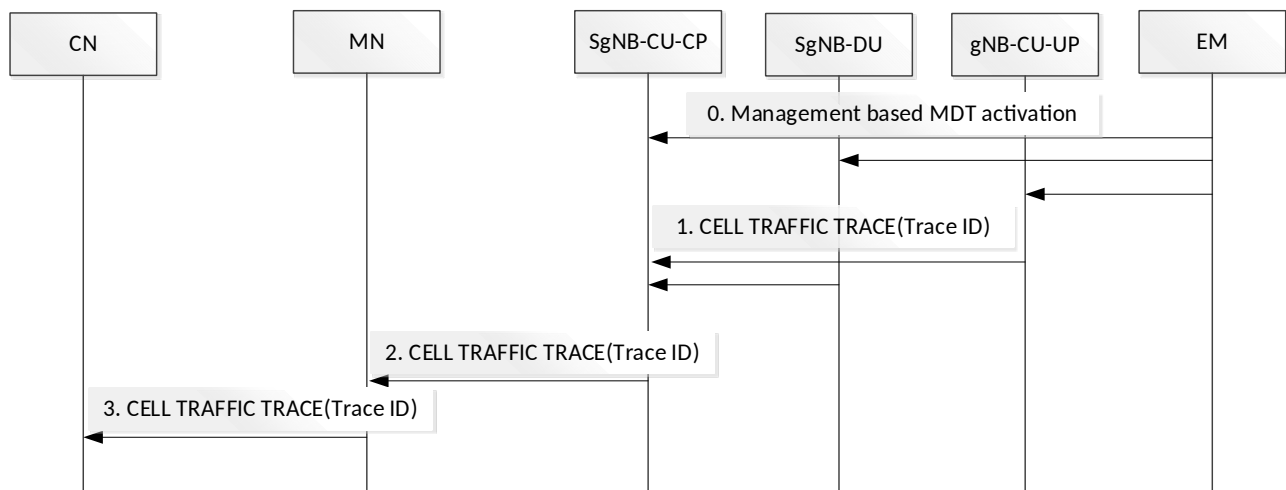 CN
MN
SgNB-CU-CP
SgNB-DU
gNB-CU-UP
EM
0. Management based MDT activation
1. CELL TRAFFIC TRACE(Trace ID)
2. CELL TRAFFIC TRACE(Trace ID)
3. CELL TRAFFIC TRACE(Trace ID)